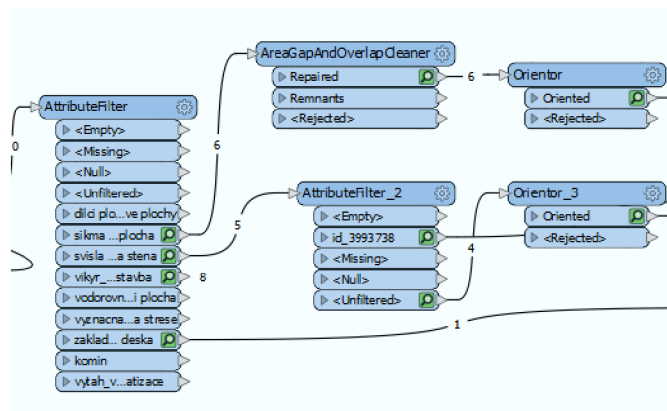 AttributeFilter
<Empty>
<Missing>
<Null>
<Unfiltered>
dilci plo...ve plochy
sikma ...plocha
svisla ...a stena
vikyr_...stavba
vodorovn...i plocha
vyznacna...a strese
zaklad... deska
komin
vytah_v...atizace
0
6
5
8
1
AreaGapAndOverlapCleaner
Repaired
Remnants
<Rejected>
6
Orientor
Oriented
<Rejected>
AttributeFilter_2
<Empty>
id_3993738
<Missing>
<Null>
<Unfiltered>
4
Orientor_3
Oriented
<Rejected>